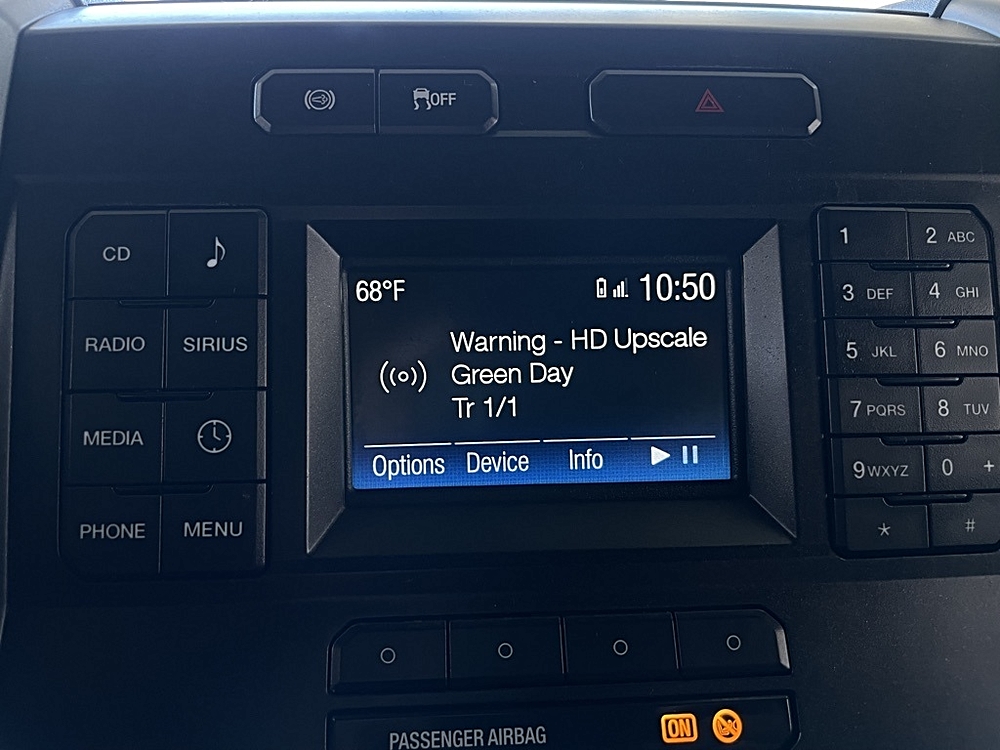 OFF
CD
RADIO SIRIUS
MEDIA
PHONE MENU
68°F 10:50
Warning - HD Upscale
Green Day
Tr 1/1
Options Device Info
1 2 ABC
3 DEF 4 GHI
5 JKL 6 MNO
7 PQRS 8 TUV
9 WXYZ 0 +
* #
PASSENGER AIRBAG ON